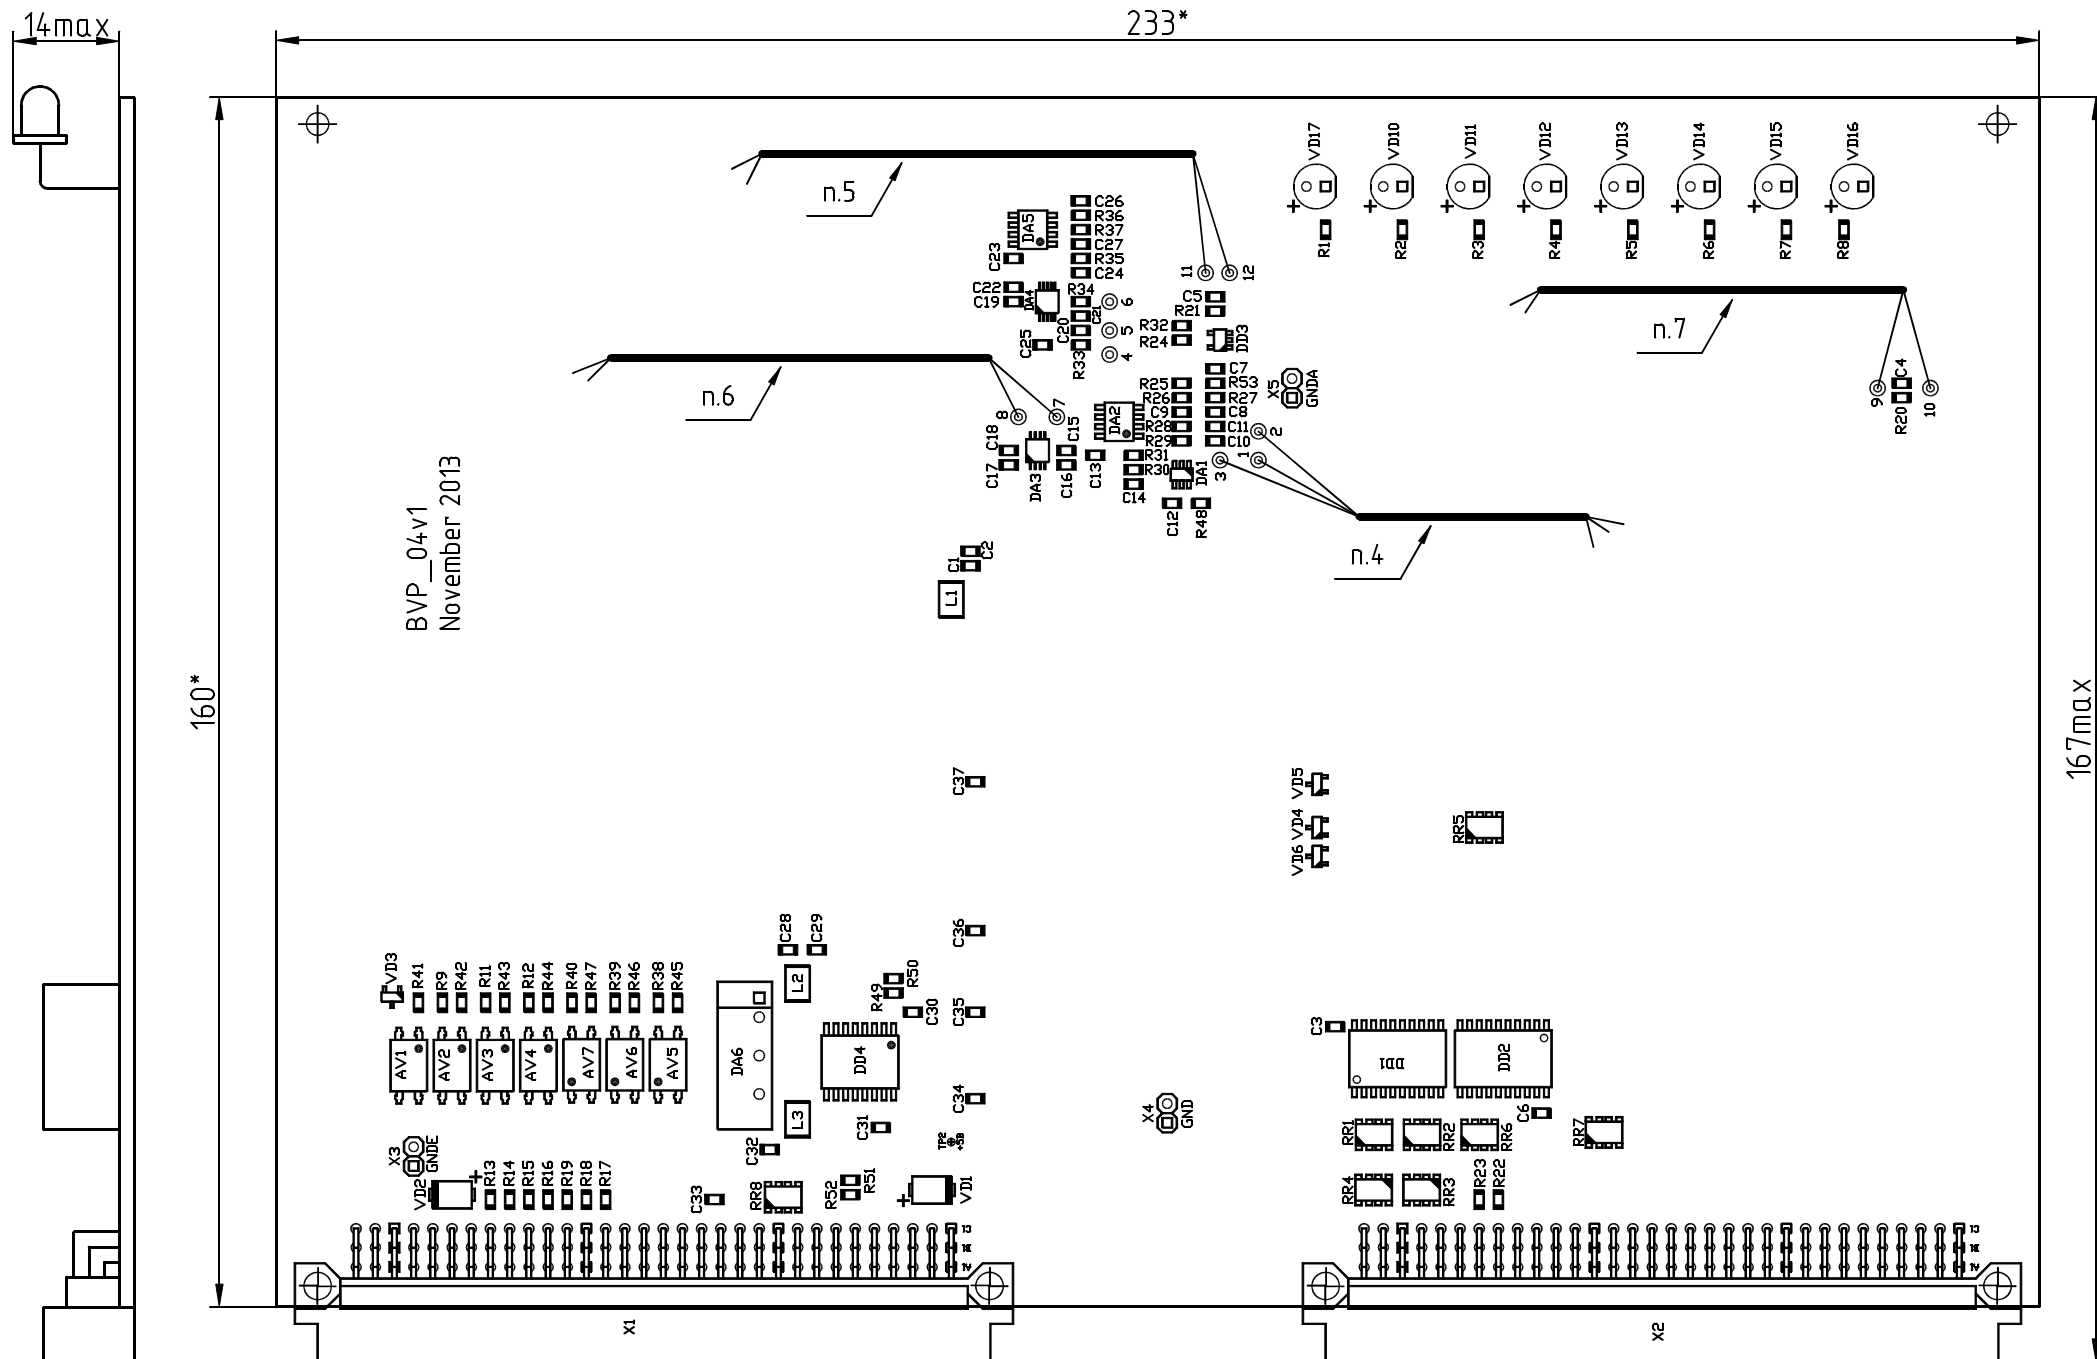 14max
233*
VD17
VD10
VD11
VD12
VD13
VD14
VD15
VD16
R1
R2
R3
R4
R5
R6
R7
R8
n.5
DA5
C26
R36
R37
C27
R35
C24
C23
C22
C19
DA4
R34
C21
C20
C25
R33
6
5
4
11
12
C5
R21
R32
R24
DD3
n.7
n.6
C7
R25
R53
R26
R27
C9
C8
R28
C11
R29
C10
X5
GNDA
C4
R20
9
10
8
7
DA2
C15
C18
C17
DA3
C16
C13
R31
R30
C14
DA1
C12
R48
3
1
2
n.4
BVP_04v1
November 2013
C1
C2
L1
160*
167max
C37
VD5
VD4
VD6
RR5
C36
C28
C29
VD3
R41
R9
R42
R11
R43
R12
R44
R40
R47
R39
R46
R38
R45
L2
R50
R49
C30
C35
C3
AV1
AV2
AV3
AV4
AV7
AV6
AV5
DA6
DD4
DD1
DD2
C34
L3
C31
C32
TP2
+5B
X4
GND
C6
RR1
RR2
RR6
RR7
X3
GNDE
VD2
R13
R14
R15
R16
R19
R18
R17
C33
RR8
R52
R51
VD1
RR4
RR3
R23
R22
C1
B1
A1
C1
B1
A1
X1
X2